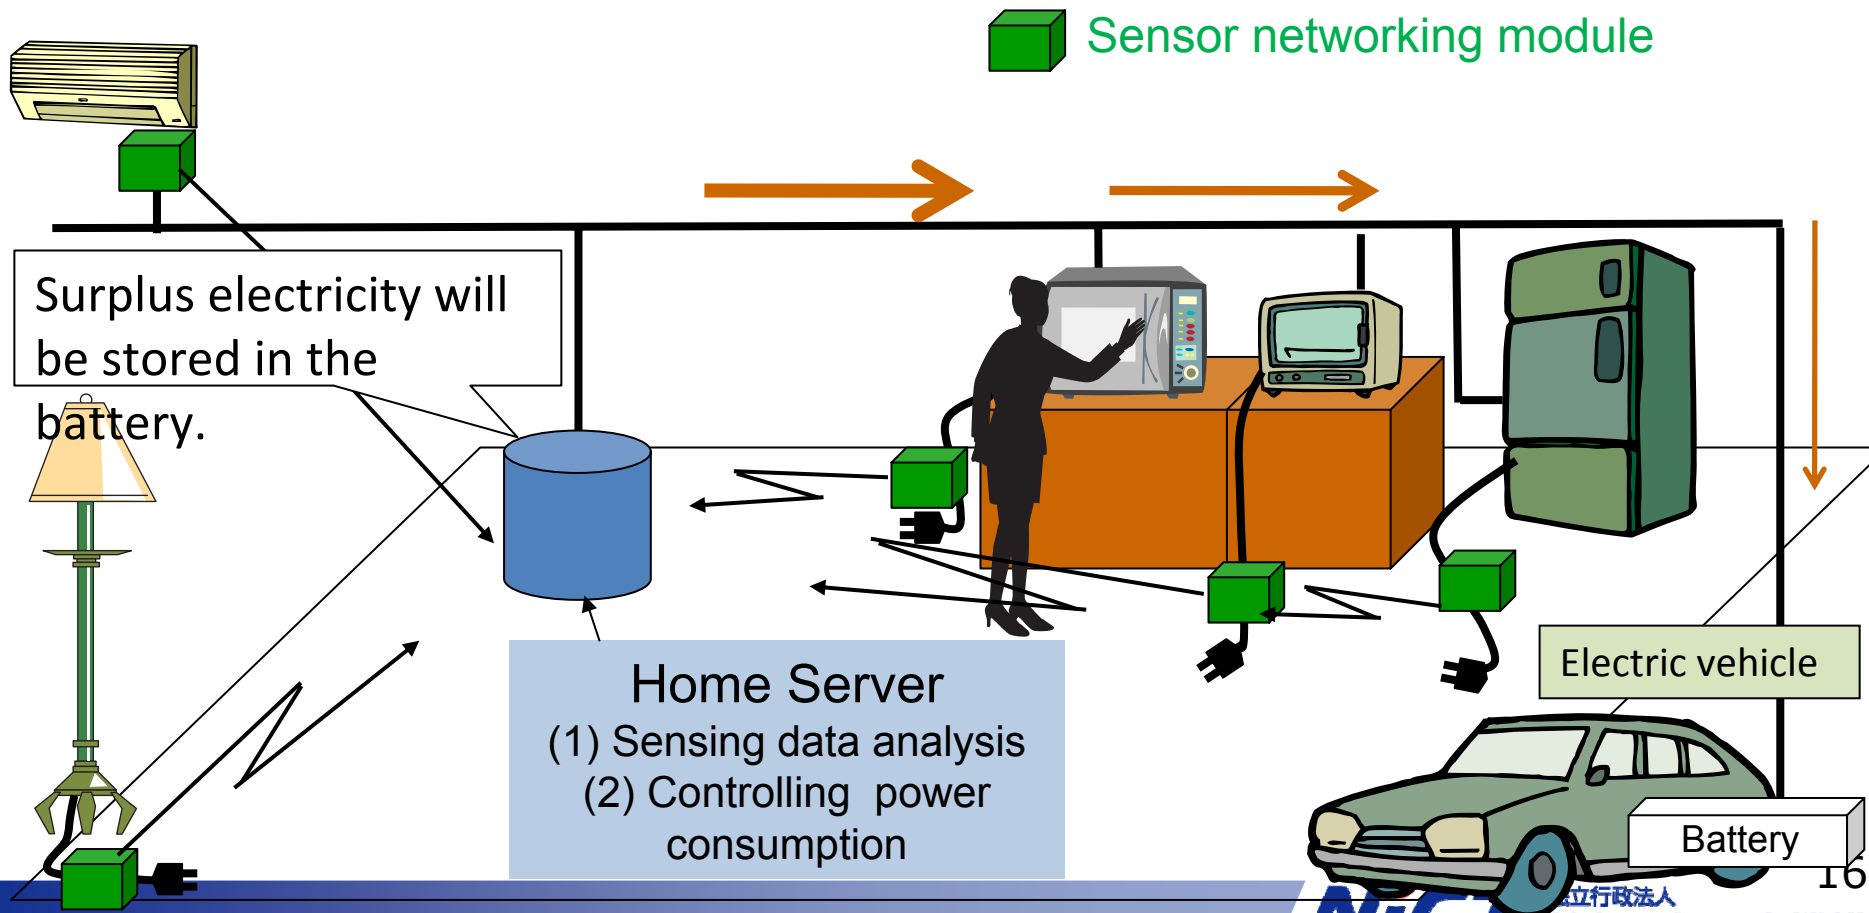 Sensor networking module
Surplus electricity will
be stored in the
battery.
Home Server
(1) Sensing data analysis
(2) Controlling power
consumption
Electric vehicle
Battery
16
立行政法人